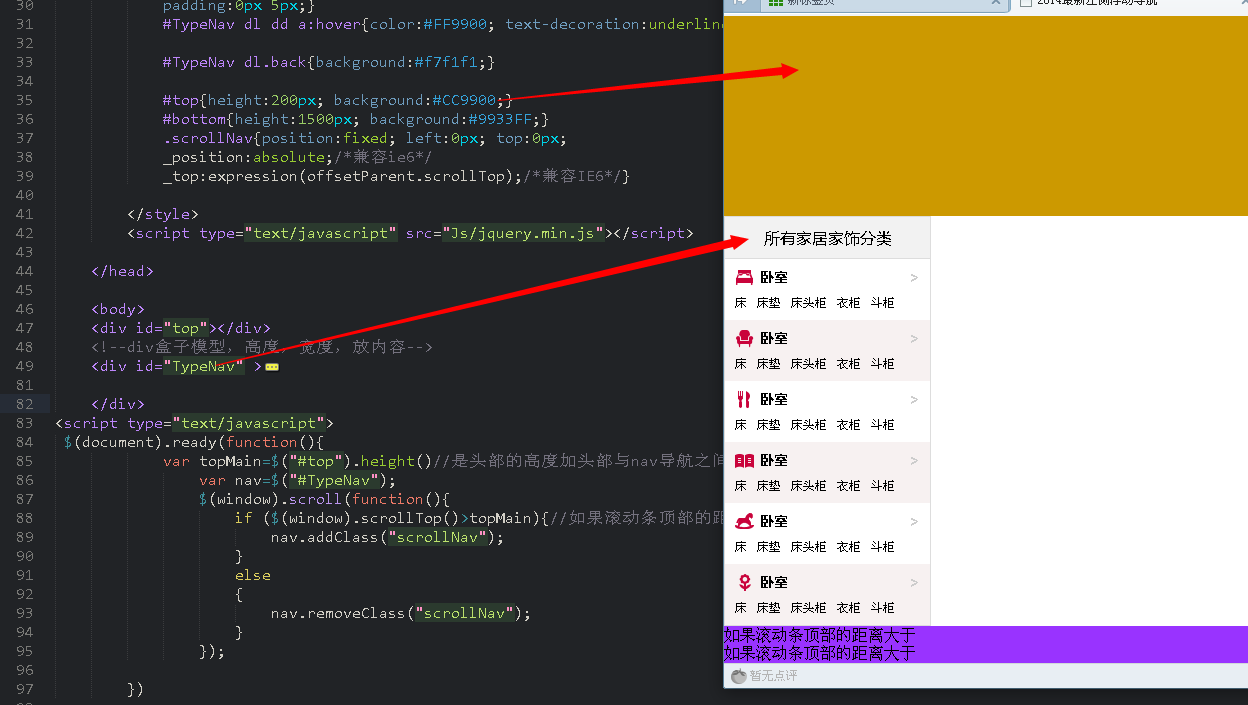 30 padding:0px 5px;}
31 #TypeNav dl dd a:hover{color:#FF9900; text-decoration:underlin
32
33 #TypeNav dl.back{background:#f7f1f1;}
34
35 #top{height:200px; background:#CC9900;}
36 #bottom{height:1500px; background:#9933FF;}
37 .scrollNav{position:fixed; left:0px; top:0px;
38 _position:absolute;/*兼容ie6*/
39 _top:expression(offsetParent.scrollTop);/*兼容IE6*/}
40
41 </style>
42 <script type="text/javascript" src="Js/jquery.min.js"></script>
43
44 </head>
45
46 <body>
47 <div id="top"></div>
48 <!--div盒子模型，高度，宽度，放内容-->
49 <div id="TypeNav" >
81
82 </div>
83 <script type="text/javascript">
84 $(document).ready(function(){
85 var topMain=$("#top").height()//是头部的高度加头部与nav导航之间
86 var nav=$("#TypeNav");
87 $(window).scroll(function(){
88 if ($(window).scrollTop()>topMain){//如果滚动条顶部的距
89 nav.addClass("scrollNav");
90 }
91 else
92 {
93 nav.removeClass("scrollNav");
94 }
95 });
96
97 })
新标签页
2014最新左侧浮动导航
所有家居家饰分类
卧室 >
床 床垫 床头柜 衣柜 斗柜
卧室 >
床 床垫 床头柜 衣柜 斗柜
卧室 >
床 床垫 床头柜 衣柜 斗柜
卧室 >
床 床垫 床头柜 衣柜 斗柜
卧室 >
床 床垫 床头柜 衣柜 斗柜
卧室 >
床 床垫 床头柜 衣柜 斗柜
如果滚动条顶部的距离大于
如果滚动条顶部的距离大于
暂无点评